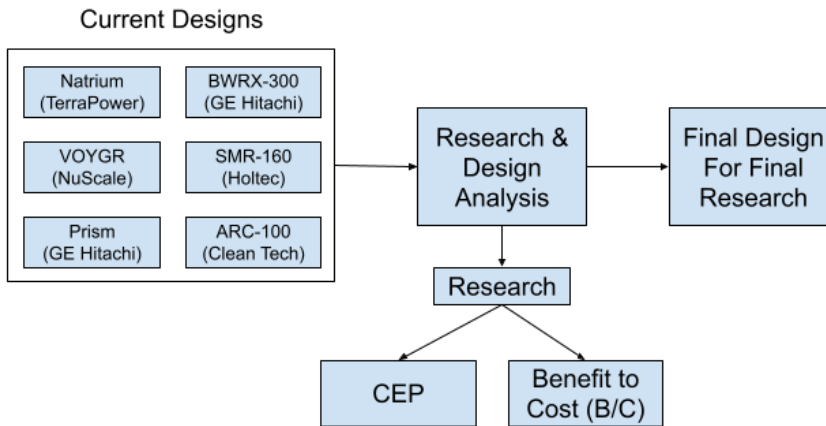 Current Designs
Natrium
(TerraPower)
BWRX-300
(GE Hitachi)
VOYGR
(NuScale)
SMR-160
(Holtec)
Prism
(GE Hitachi)
ARC-100
(Clean Tech)
Research &
Design
Analysis
Final Design
For Final
Research
Research
CEP
Benefit to
Cost (B/C)